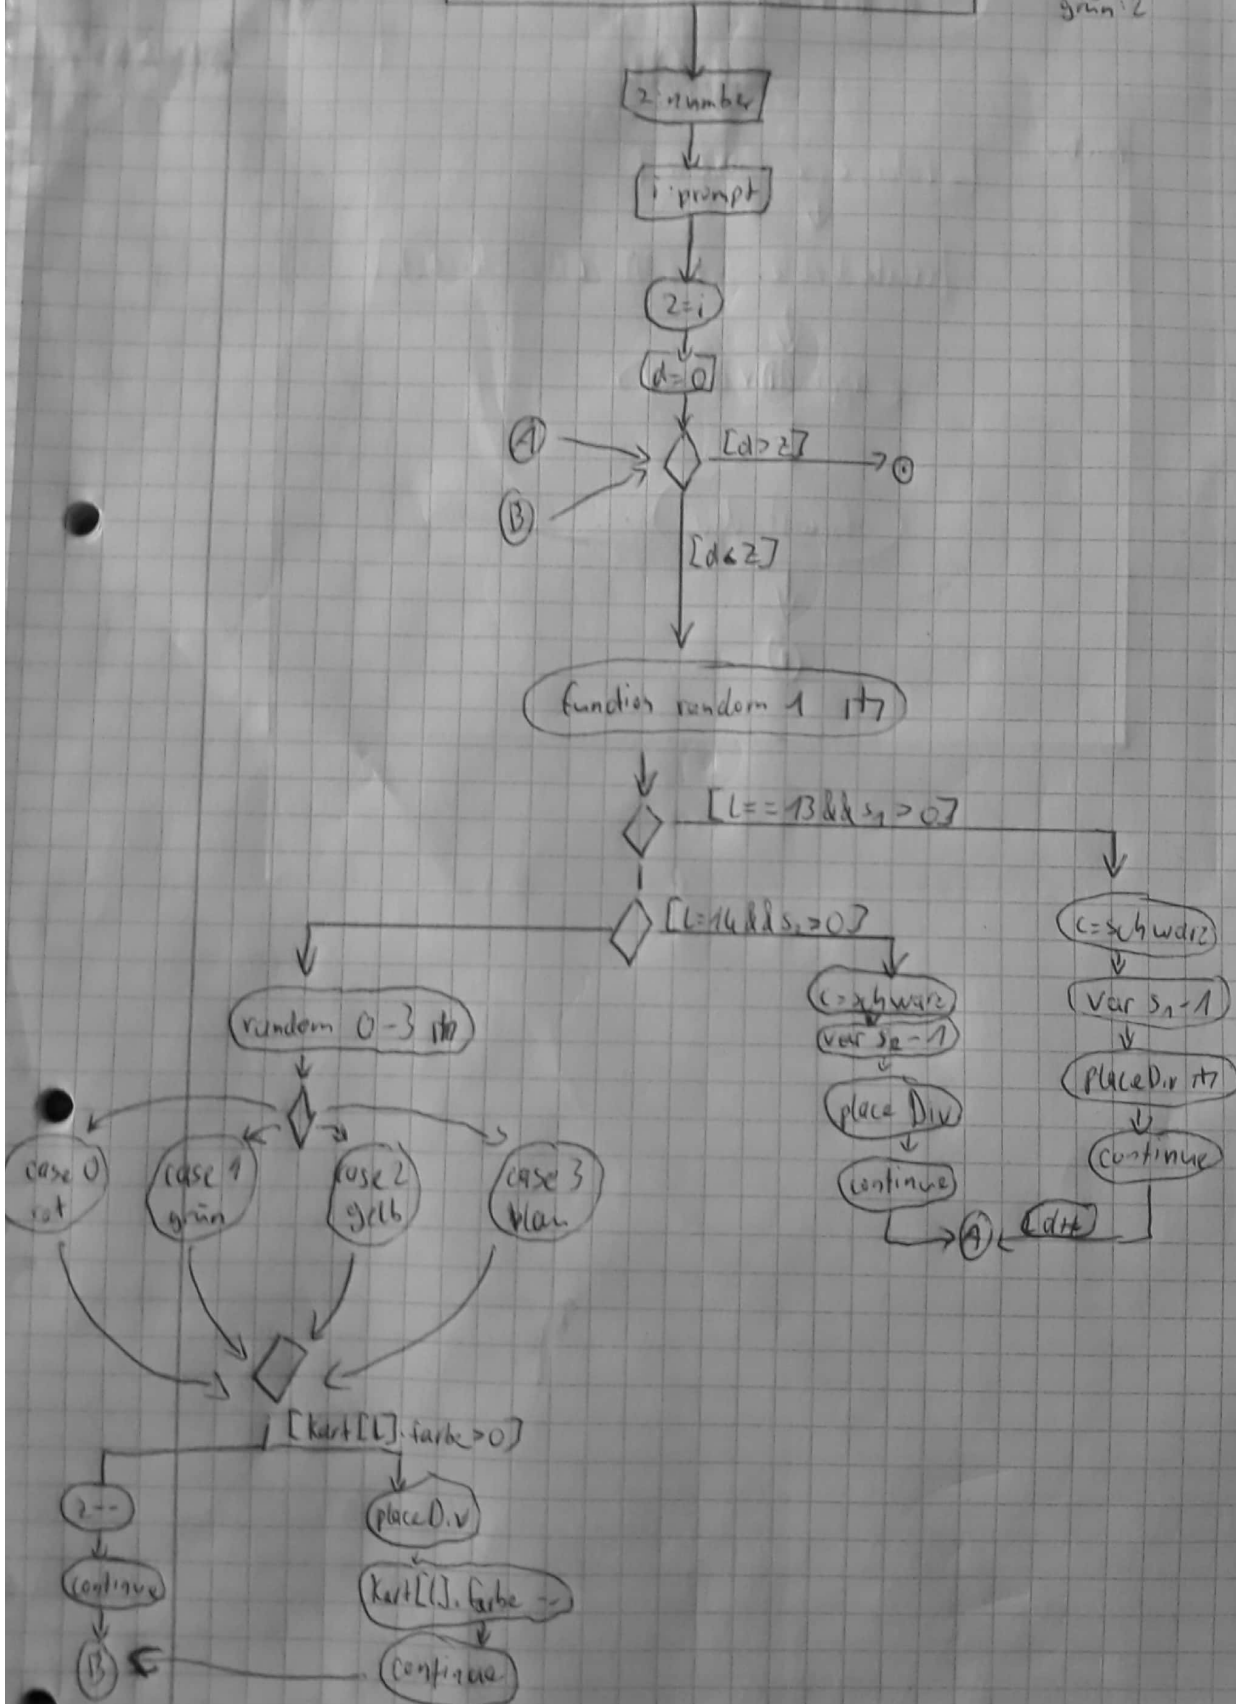 grün: 2
z: number
i: prompt
z=i
d=0
A
[d>z]
B
[d<z]
function random 1
[l==13&&s1>0]
[l=14&&s2>0]
c=schwarz
c=schwarz
var s1-1
random 0-3
var s2-1
placeDiv
place Div
case 0
rot
case 1
grün
case 2
gelb
case 3
blau
continue
continue
A
[Kart[l].farbe>0]
placeDiv
continue
Kart[l].farbe --
B
continue